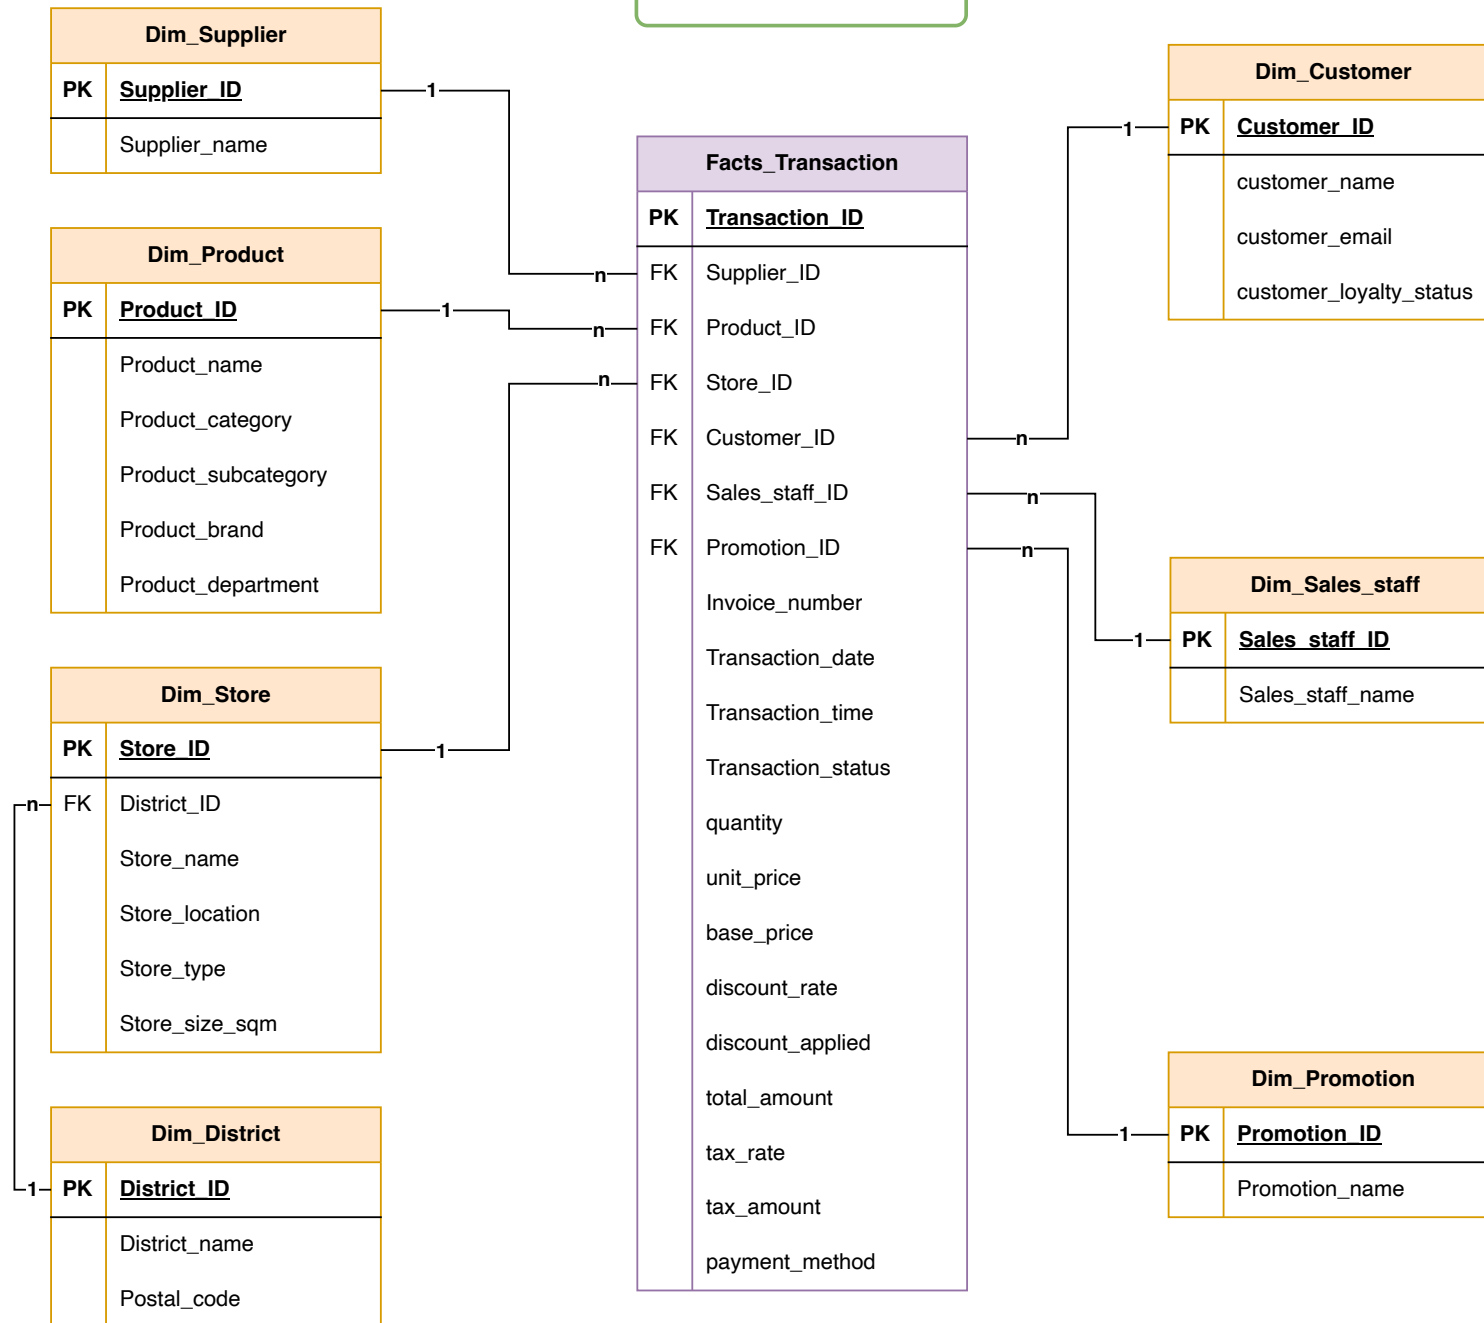 Dim_Supplier
PK Supplier_ID
Supplier_name
1
n
Dim_Product
PK Product_ID
Product_name
Product_category
Product_subcategory
Product_brand
Product_department
1
n
Dim_Store
PK Store_ID
FK District_ID
Store_name
Store_location
Store_type
Store_size_sqm
1
n
n
1
Dim_District
PK District_ID
District_name
Postal_code
Facts_Transaction
PK Transaction_ID
FK Supplier_ID
FK Product_ID
FK Store_ID
FK Customer_ID
FK Sales_staff_ID
FK Promotion_ID
Invoice_number
Transaction_date
Transaction_time
Transaction_status
quantity
unit_price
base_price
discount_rate
discount_applied
total_amount
tax_rate
tax_amount
payment_method
n
1
n
1
n
1
Dim_Customer
PK Customer_ID
customer_name
customer_email
customer_loyalty_status
Dim_Sales_staff
PK Sales_staff_ID
Sales_staff_name
Dim_Promotion
PK Promotion_ID
Promotion_name